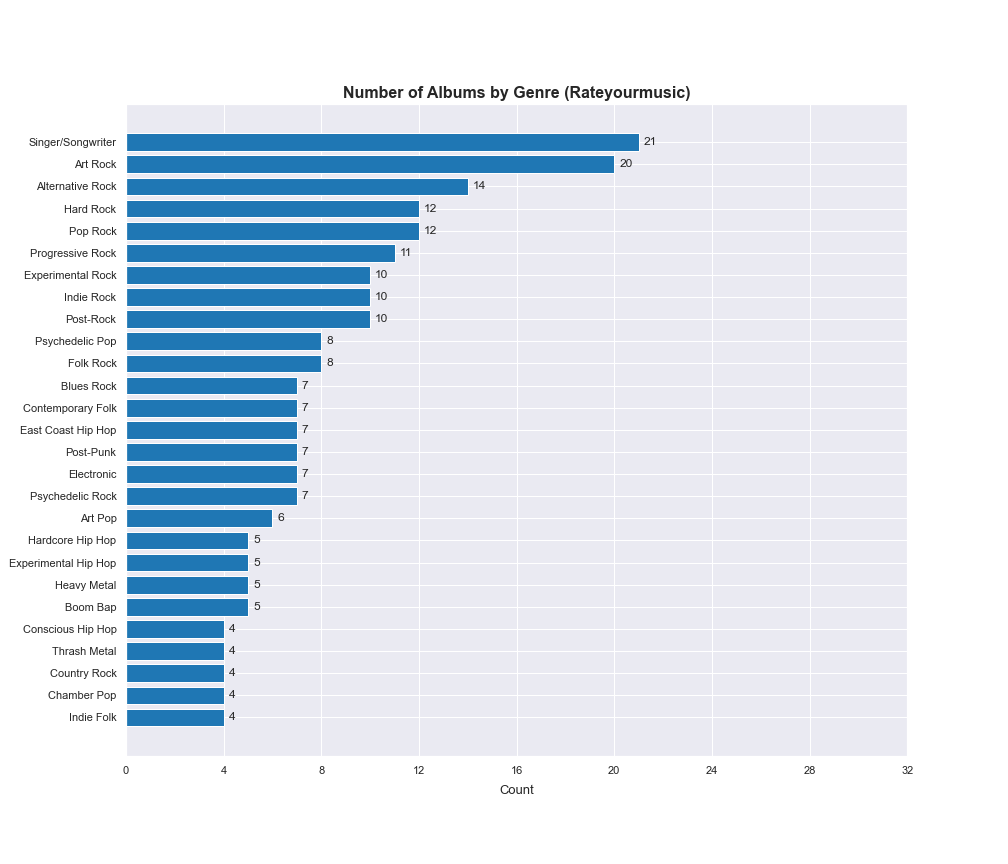 Number of Albums by Genre (Rateyourmusic)
Singer/Songwriter 21
Art Rock 20
Alternative Rock 14
Hard Rock 12
Pop Rock 12
Progressive Rock 11
Experimental Rock 10
Indie Rock 10
Post-Rock 10
Psychedelic Pop 8
Folk Rock 8
Blues Rock 7
Contemporary Folk 7
East Coast Hip Hop 7
Post-Punk 7
Electronic 7
Psychedelic Rock 7
Art Pop 6
Hardcore Hip Hop 5
Experimental Hip Hop 5
Heavy Metal 5
Boom Bap 5
Conscious Hip Hop 4
Thrash Metal 4
Country Rock 4
Chamber Pop 4
Indie Folk 4
0 4 8 12 16 20 24 28 32
Count